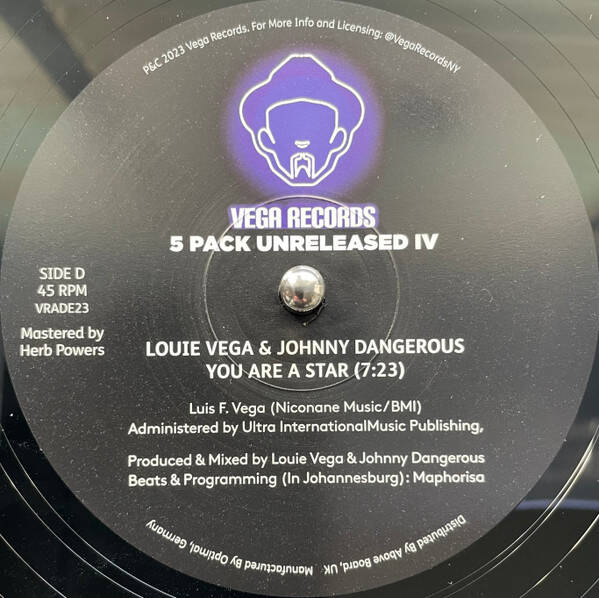 P&C 2023 Vega Records. For More Info and Licensing: @VegaRecordsNY
VEGA RECORDS
5 PACK UNRELEASED IV
SIDE D
45 RPM
VRADE23
Mastered by
Herb Powers
LOUIE VEGA & JOHNNY DANGEROUS
YOU ARE A STAR (7:23)
Luis F. Vega (Niconane Music/BMI)
Administered by Ultra InternationalMusic Publishing,
Produced & Mixed by Louie Vega & Johnny Dangerous
Beats & Programming (In Johannesburg): Maphorisa
Distributed By Above Board, UK
Manufactured By Optimal, Germany